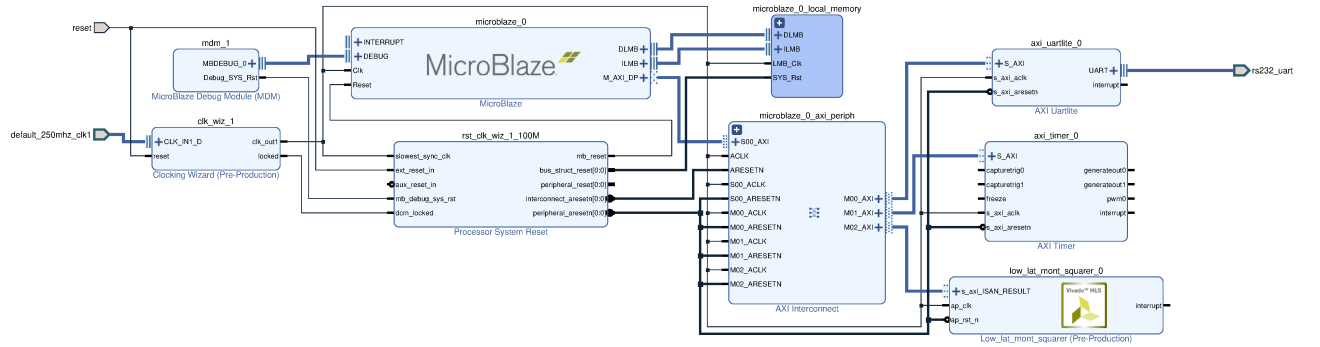 reset
default_250mhz_clk1
mdm_1
MBDEBUG_0
Debug_SYS_Rst
MicroBlaze Debug Module (MDM)
clk_wiz_1
CLK_IN1_D
clk_out1
reset
locked
Clocking Wizard (Pre-Production)
microblaze_0
INTERRUPT
DEBUG
Clk
Reset
MicroBlaze
DLMB
ILMB
M_AXI_DP
MicroBlaze
rst_clk_wiz_1_100M
slowest_sync_clk
mb_reset
ext_reset_in
bus_struct_reset[0:0]
aux_reset_in
peripheral_reset[0:0]
mb_debug_sys_rst
interconnect_aresetn[0:0]
dcm_locked
peripheral_aresetn[0:0]
Processor System Reset
microblaze_0_local_memory
DLMB
ILMB
LMB_Clk
SYS_Rst
microblaze_0_axi_periph
S00_AXI
ACLK
ARESETN
S00_ACLK
S00_ARESETN
M00_ACLK
M00_ARESETN
M01_ACLK
M01_ARESETN
M02_ACLK
M02_ARESETN
M00_AXI
M01_AXI
M02_AXI
AXI Interconnect
axi_uartlite_0
S_AXI
s_axi_aclk
s_axi_aresetn
UART
interrupt
AXI Uartlite
rs232_uart
axi_timer_0
S_AXI
capturetrig0
generateout0
capturetrig1
generateout1
freeze
pwm0
s_axi_aclk
interrupt
s_axi_aresetn
AXI Timer
low_lat_mont_squarer_0
s_axi_ISAN_RESULT
ap_clk
ap_rst_n
Vivado™ HLS
interrupt
Low_lat_mont_squarer (Pre-Production)